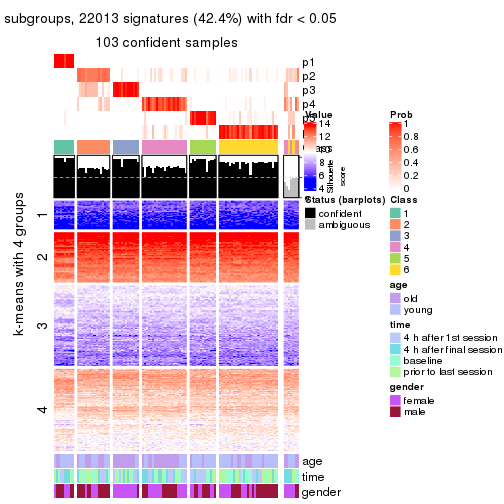 subgroups, 22013 signatures (42.4%) with fdr < 0.05
103 confident samples
p1
p2
p3
p4
k-means with 4 groups
1
2
3
4
Value
14
12
10
8
6
4
Silhouette
score
Status (barplots)
confident
ambiguous
Prob
1
0.8
0.6
0.4
0.2
0
Class
1
2
3
4
5
6
age
old
young
time
4 h after 1st session
4 h after final session
baseline
prior to last session
gender
female
male
age
time
gender